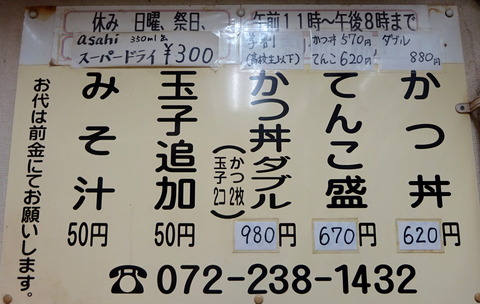 休み 日曜、祭日、
午前11時〜午後8時まで
asahi 350ml缶
スーパードライ ¥300
学割 かつ丼 570円 ダブル
(高校生以下) てんこ 620円 880円
かつ丼
620円
てんこ盛
670円
かつ丼ダブル
(かつ2枚
玉子2コ)
980円
玉子追加
50円
みそ汁
50円
お代は前金にてお願いします。
☎072-238-1432